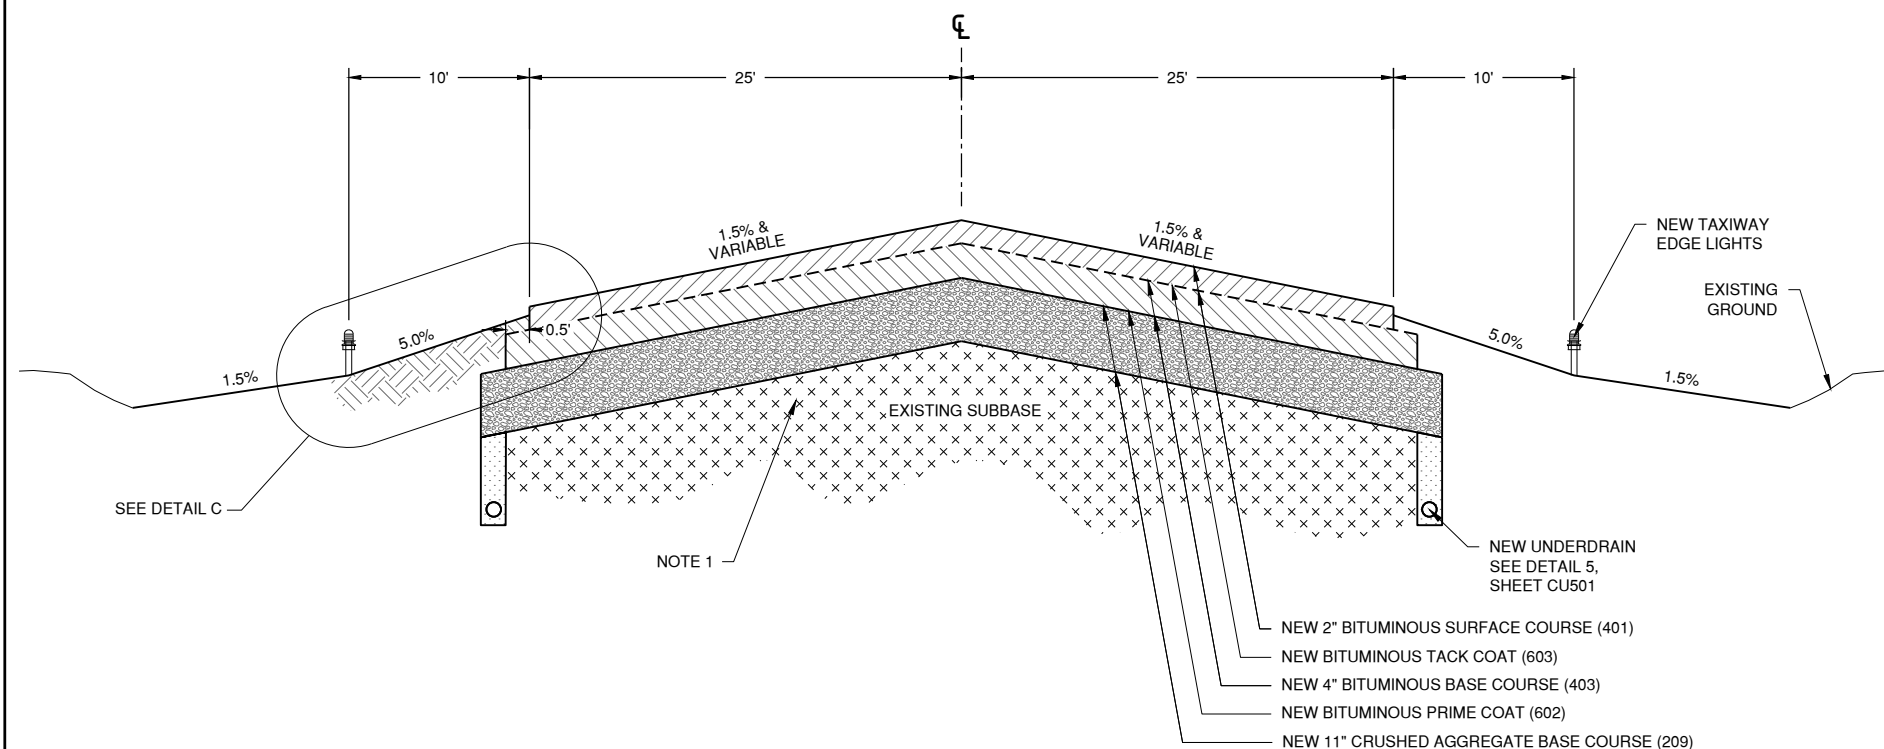 ℄
10'
25'
25'
10'
1.5% &
VARIABLE
1.5% &
VARIABLE
NEW TAXIWAY
EDGE LIGHTS
EXISTING
GROUND
5.0%
0.5'
5.0%
1.5%
1.5%
EXISTING SUBBASE
SEE DETAIL C
NOTE 1
NEW UNDERDRAIN
SEE DETAIL 5,
SHEET CU501
NEW 2" BITUMINOUS SURFACE COURSE (401)
NEW BITUMINOUS TACK COAT (603)
NEW 4" BITUMINOUS BASE COURSE (403)
NEW BITUMINOUS PRIME COAT (602)
NEW 11" CRUSHED AGGREGATE BASE COURSE (209)